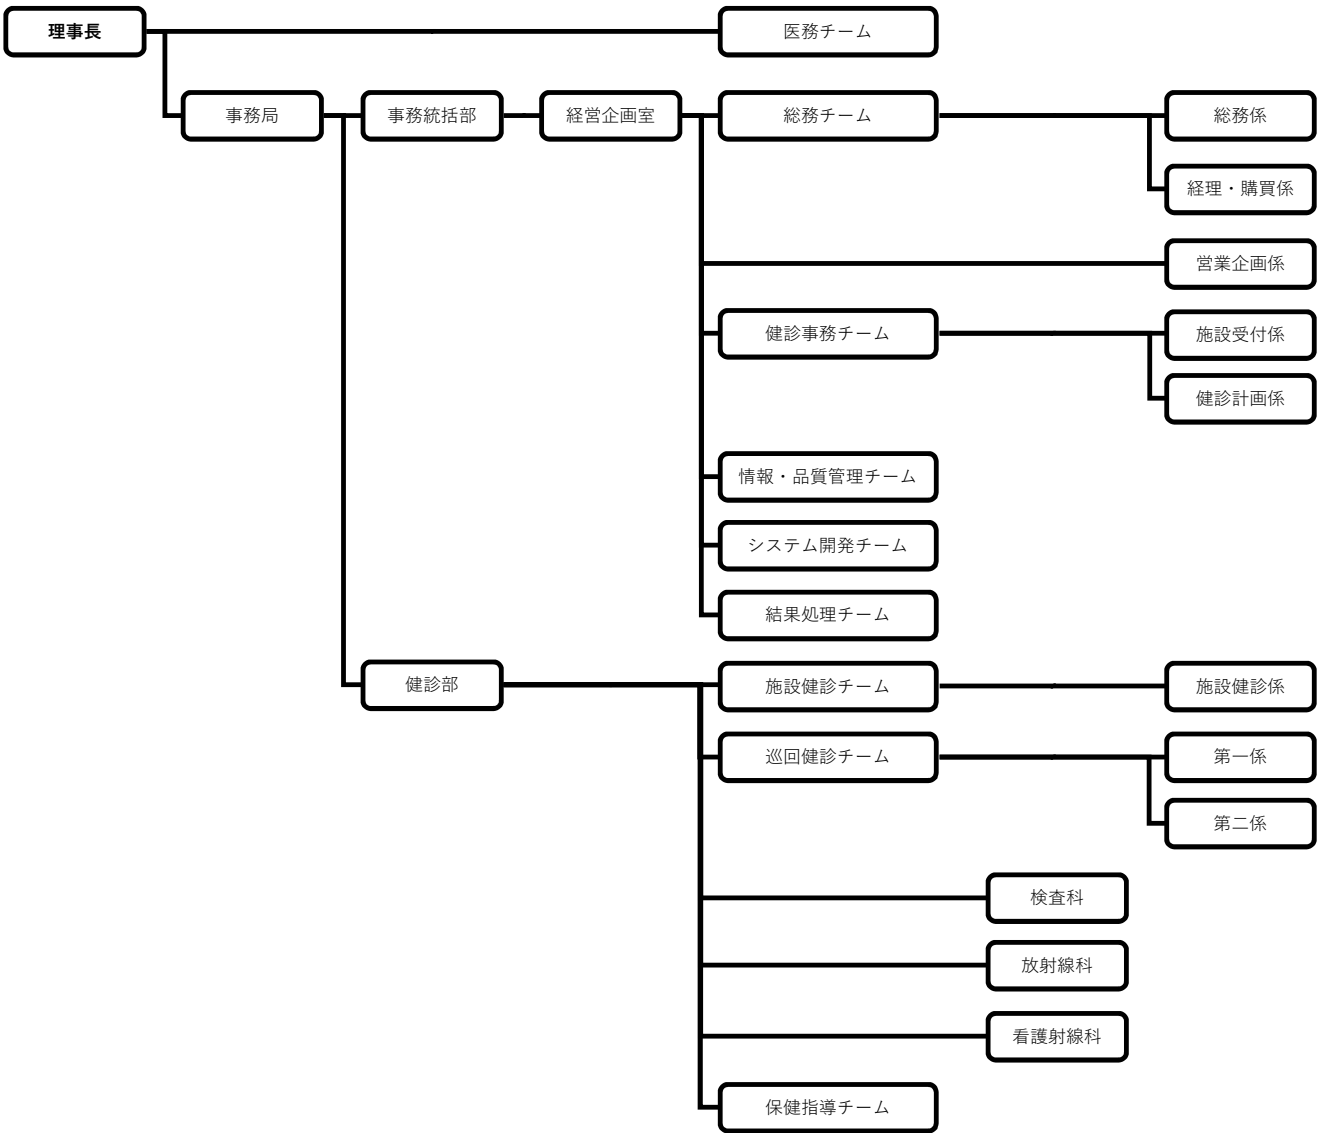 理事長
医務チーム
事務局
事務統括部
経営企画室
総務チーム
総務係
経理・購買係
営業企画係
健診事務チーム
施設受付係
健診計画係
情報・品質管理チーム
システム開発チーム
結果処理チーム
健診部
施設健診チーム
施設健診係
巡回健診チーム
第一係
第二係
検査科
放射線科
看護射線科
保健指導チーム